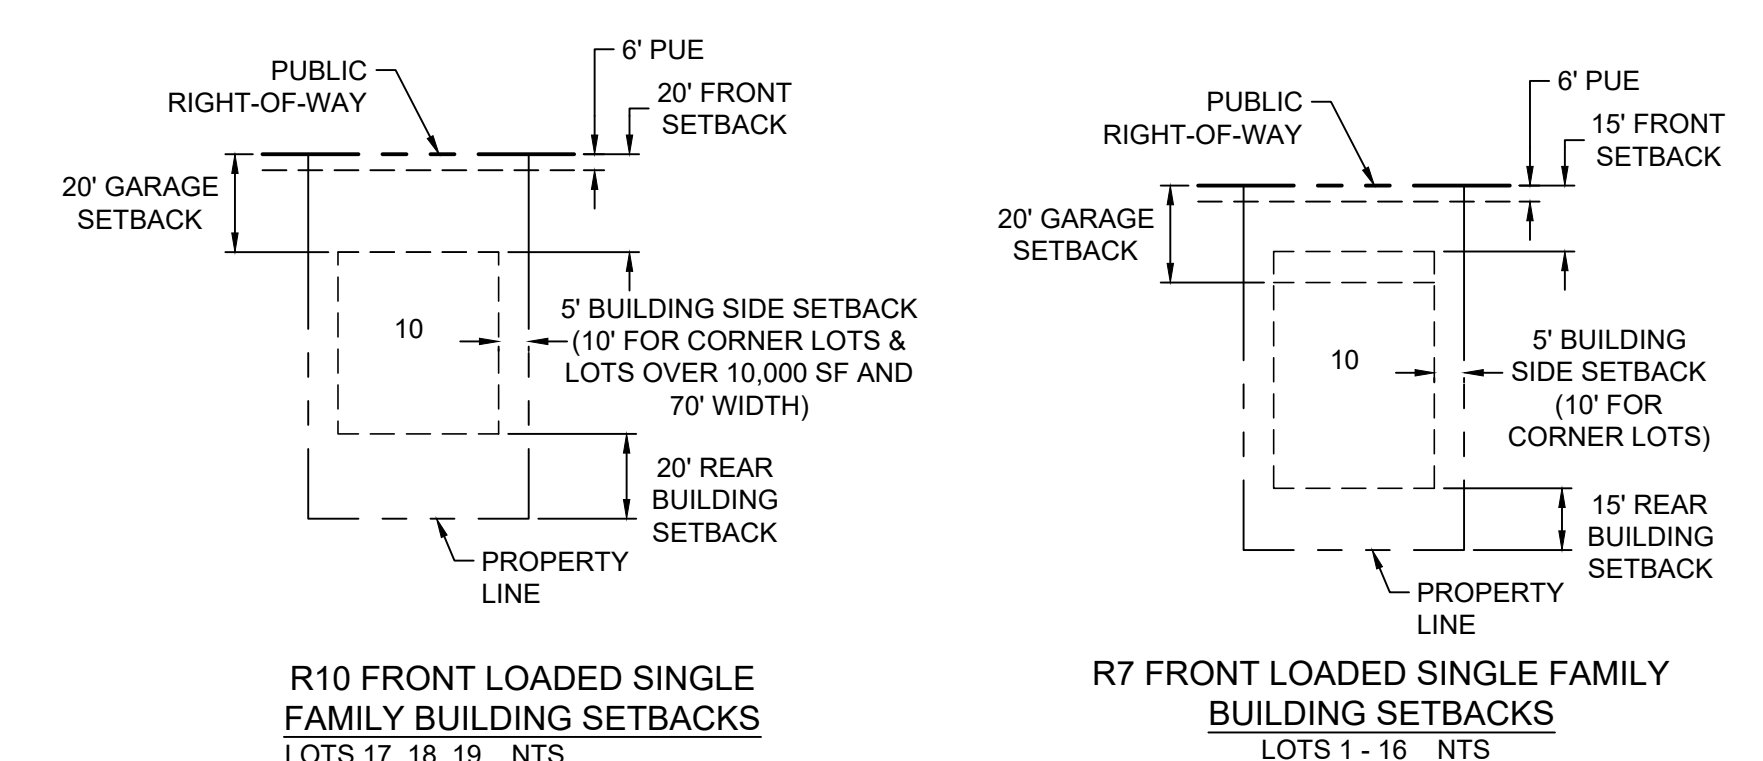 6' PUE
PUBLIC
RIGHT-OF-WAY
20' FRONT
SETBACK
20' GARAGE
SETBACK
10
5' BUILDING SIDE SETBACK
(10' FOR CORNER LOTS &
LOTS OVER 10,000 SF AND
70' WIDTH)
20' REAR
BUILDING
SETBACK
PROPERTY
LINE
R10 FRONT LOADED SINGLE
FAMILY BUILDING SETBACKS
LOTS 17, 18, 19 NTS
6' PUE
PUBLIC
RIGHT-OF-WAY
15' FRONT
SETBACK
20' GARAGE
SETBACK
10
5' BUILDING
SIDE SETBACK
(10' FOR
CORNER LOTS)
15' REAR
BUILDING
SETBACK
PROPERTY
LINE
R7 FRONT LOADED SINGLE FAMILY
BUILDING SETBACKS
LOTS 1 - 16 NTS